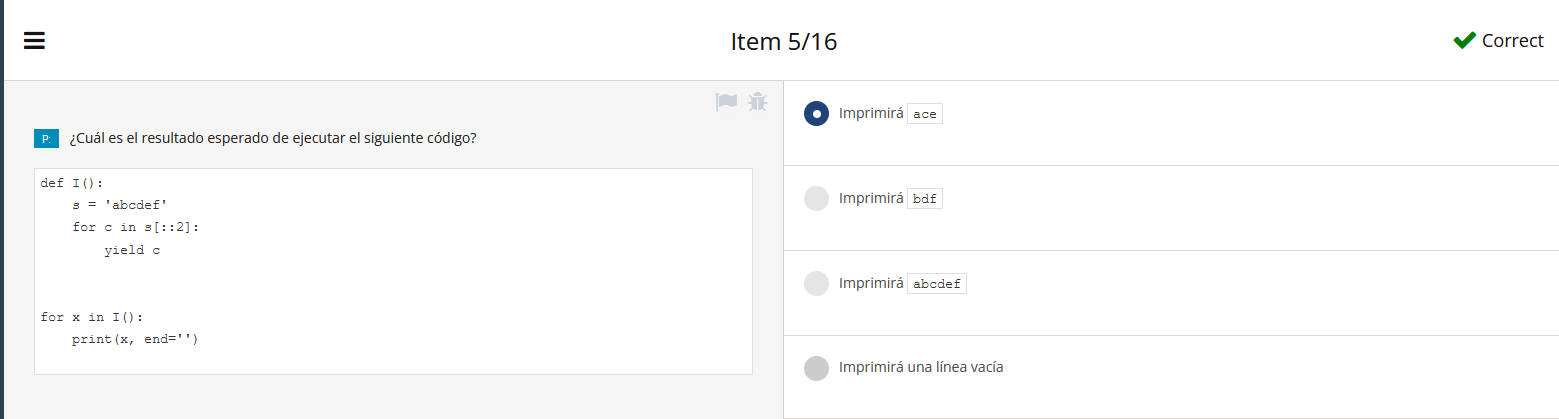 Item 5/16
Correct
P: ¿Cuál es el resultado esperado de ejecutar el siguiente código?
def I():
    s = 'abcdef'
    for c in s[::2]:
        yield c
for x in I():
    print(x, end='')
Imprimirá ace
Imprimirá bdf
Imprimirá abcdef
Imprimirá una línea vacía